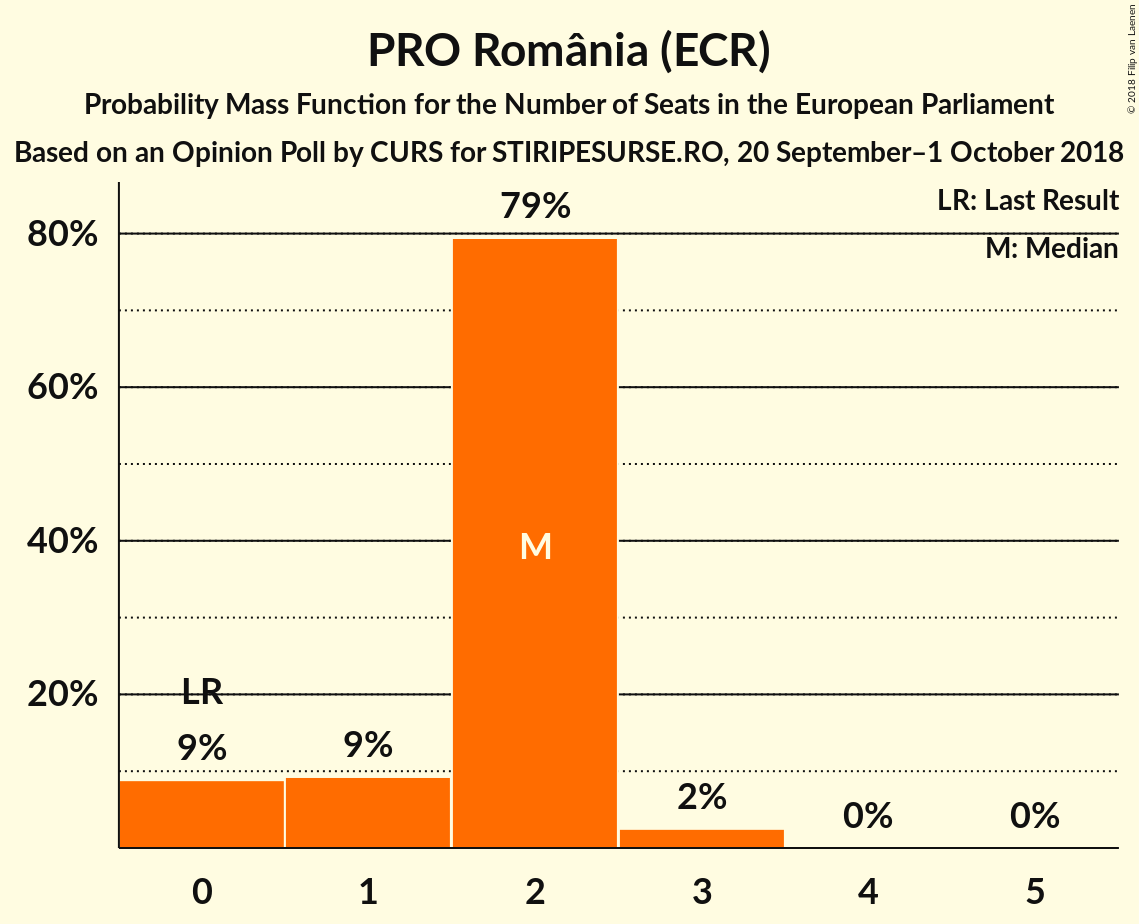 PRO România (ECR)
Probability Mass Function for the Number of Seats in the European Parliament
Based on an Opinion Poll by CURS for STIRIPESURSE.RO, 20 September–1 October 2018
© 2018 Filip van Laenen
LR: Last Result
M: Median
80%
60%
40%
20%
LR
9%
9%
79%
M
2%
0%
0%
0 1 2 3 4 5